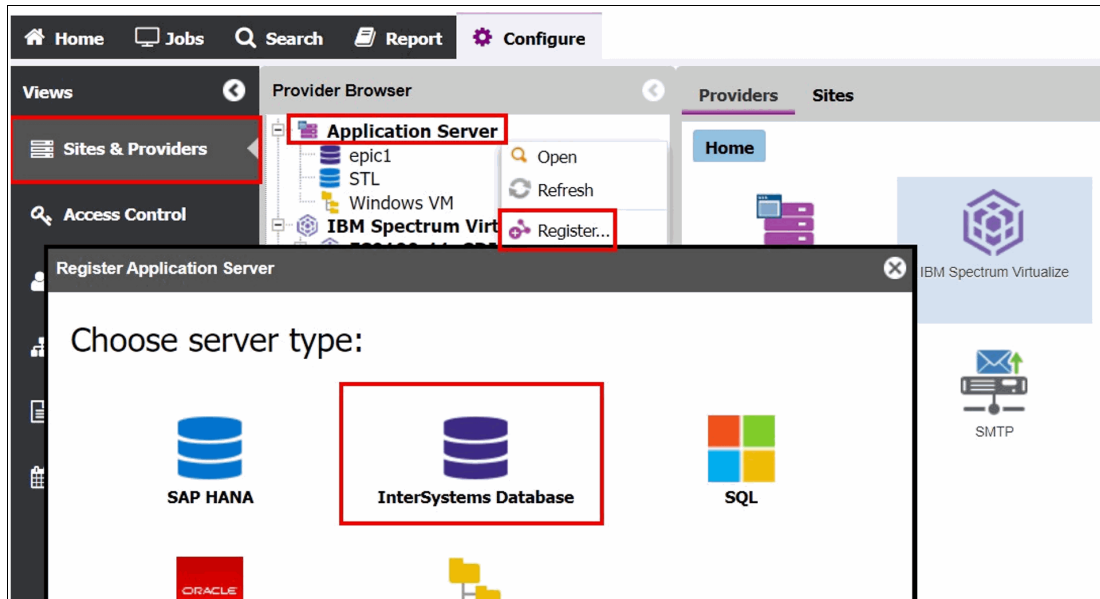 Home Jobs Search Report Configure
Views
Sites & Providers
Access Control
Provider Browser
Application Server
epic1
STL
Windows VM
IBM Spectrum Virt
Open
Refresh
Register...
Providers Sites
Home
IBM Spectrum Virtualize
SMTP
Register Application Server
Choose server type:
SAP HANA
InterSystems Database
SQL
ORACLE